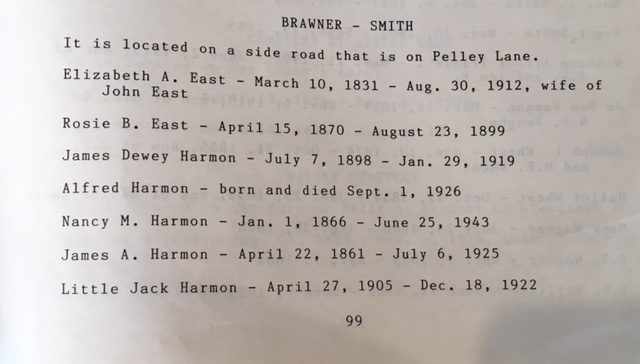 BRAWNER - SMITH
It is located on a side road that is on Pelley Lane.
Elizabeth A. East - March 10, 1831 - Aug. 30, 1912, wife of
John East
Rosie B. East - April 15, 1870 - August 23, 1899
James Dewey Harmon - July 7, 1898 - Jan. 29, 1919
Alfred Harmon - born and died Sept. 1, 1926
Nancy M. Harmon - Jan. 1, 1866 - June 25, 1943
James A. Harmon - April 22, 1861 - July 6, 1925
Little Jack Harmon - April 27, 1905 - Dec. 18, 1922
99